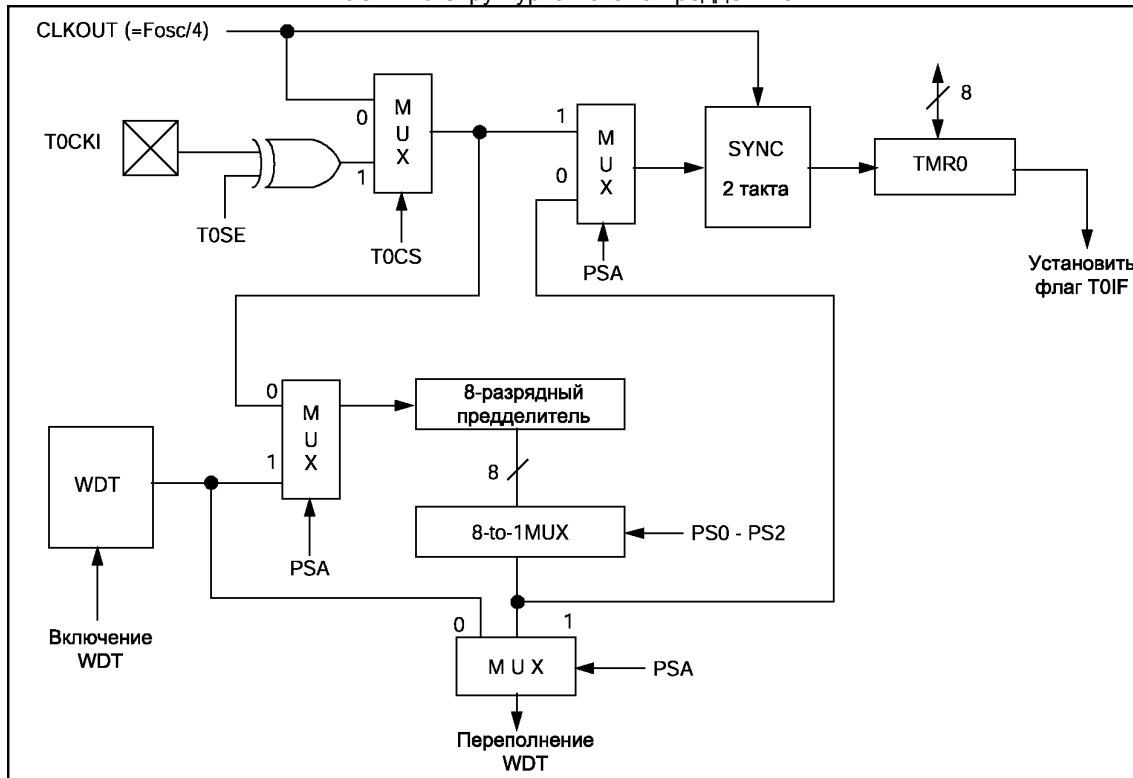 CLKOUT (=Fosc/4)
T0CKI
T0SE
0
1
M
U
X
T0CS
1
0
M
U
X
PSA
SYNC
2 такта
8
TMR0
Установить
флаг T0IF
0
1
M
U
X
PSA
8-разрядный
предделитель
8
8-to-1MUX
PS0 - PS2
WDT
Включение
WDT
0
1
M U X
PSA
Переполнение
WDT